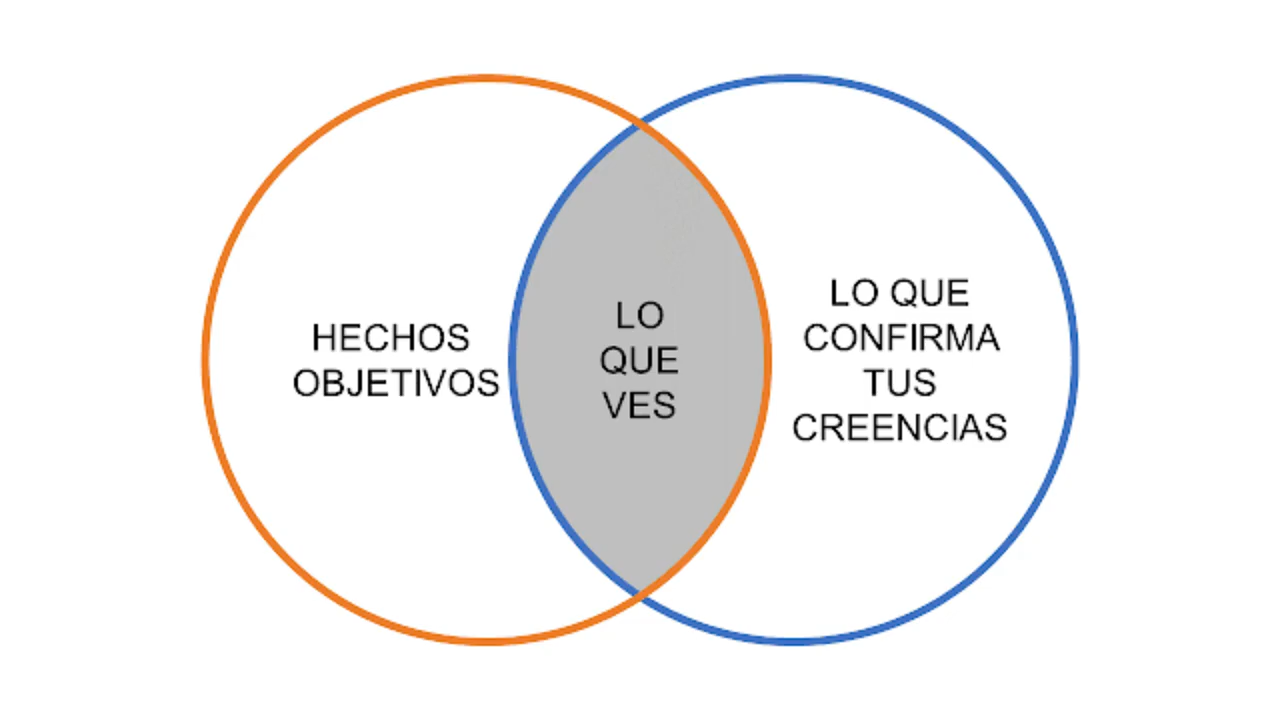 HECHOS
OBJETIVOS
LO
QUE
VES
LO QUE
CONFIRMA
TUS
CREENCIAS